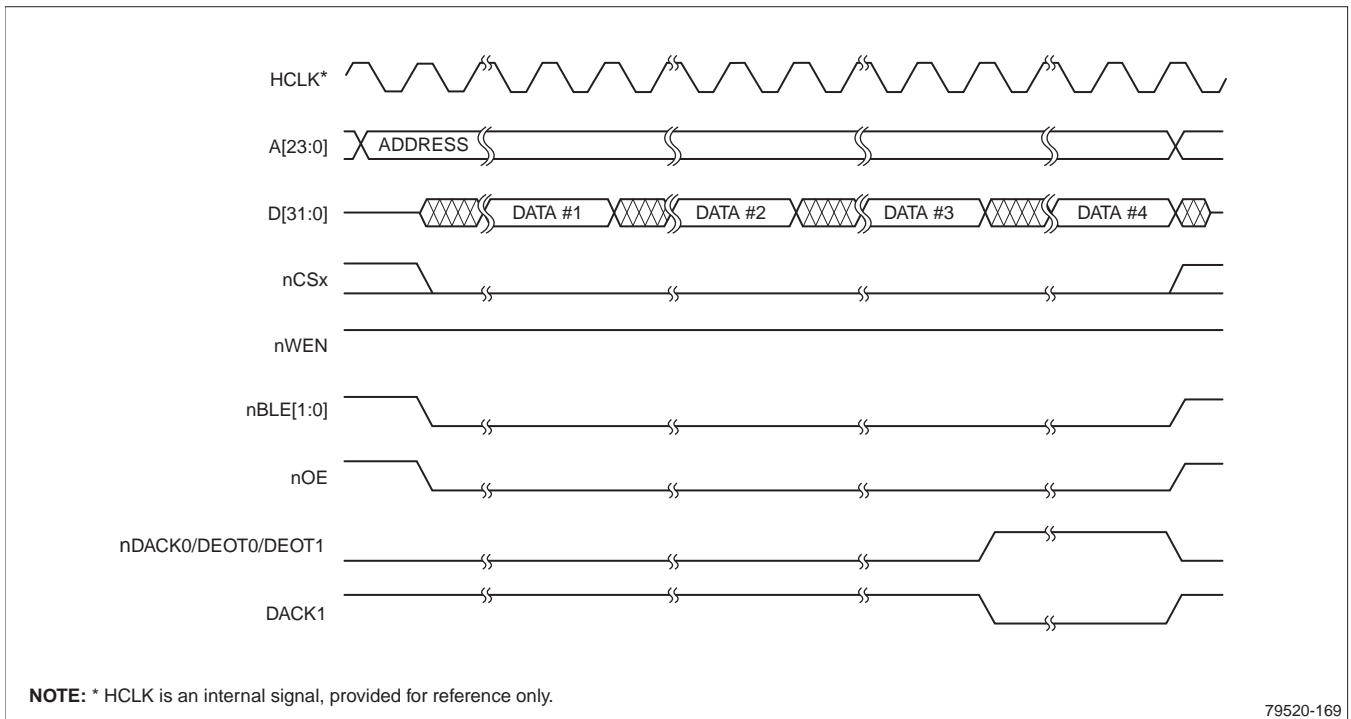 HCLK*
A[23:0]
ADDRESS
D[31:0]
DATA #1
DATA #2
DATA #3
DATA #4
nCSx
nWEN
nBLE[1:0]
nOE
nDACK0/DEOT0/DEOT1
DACK1
NOTE: * HCLK is an internal signal, provided for reference only.
79520-169